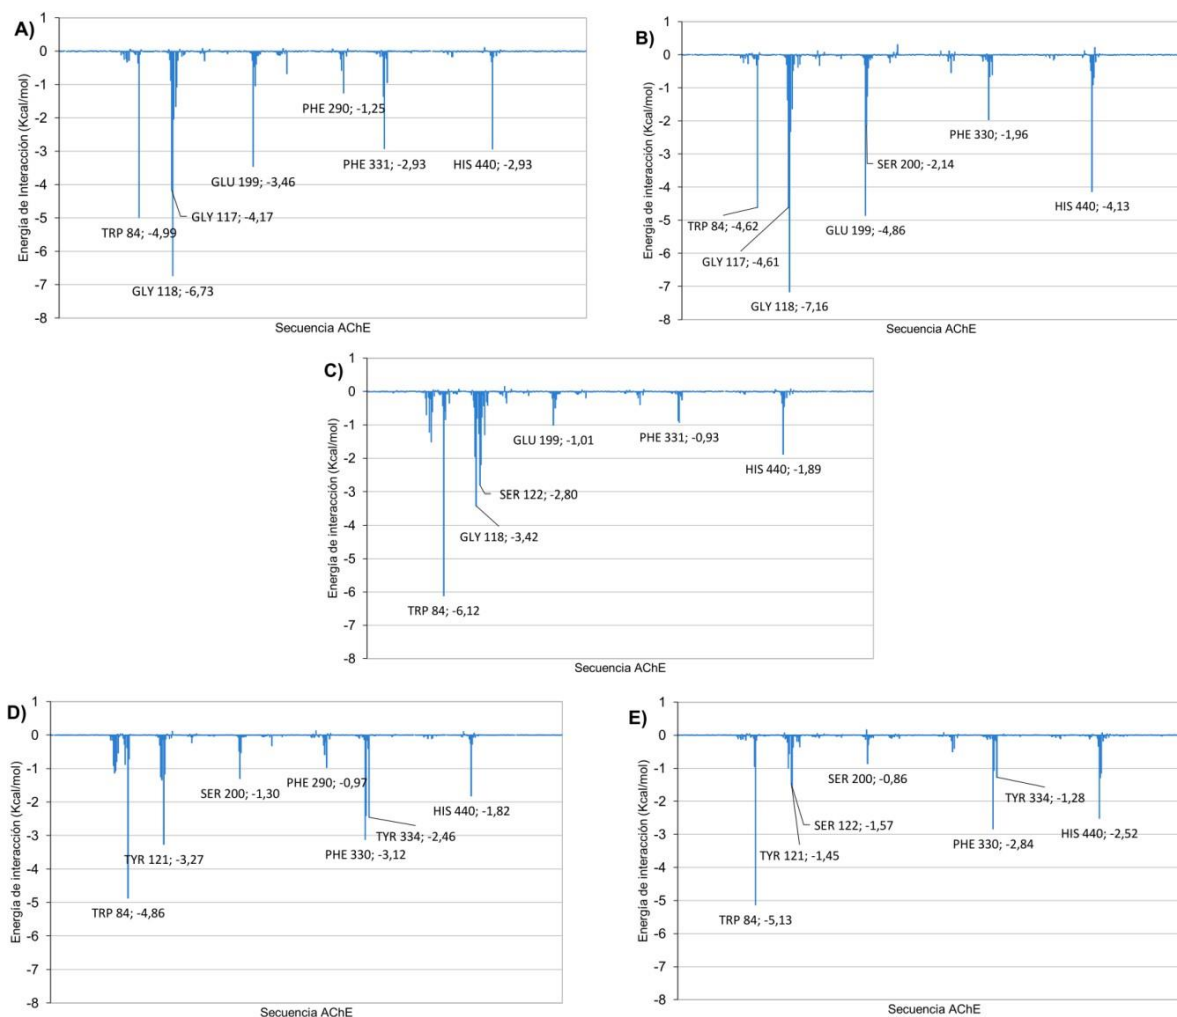 A)
Energía de Interacción (Kcal/mol)
1
0
-1
-2
-3
-4
-5
-6
-7
-8
PHE 290; -1,25
PHE 331; -2,93
HIS 440; -2,93
GLU 199; -3,46
GLY 117; -4,17
TRP 84; -4,99
GLY 118; -6,73
Secuencia AChE
B)
Energía de interacción (Kcal/mol)
1
0
-1
-2
-3
-4
-5
-6
-7
-8
PHE 330; -1,96
SER 200; -2,14
HIS 440; -4,13
TRP 84; -4,62
GLU 199; -4,86
GLY 117; -4,61
GLY 118; -7,16
Secuencia AChE
C)
Energía de interacción (Kcal/mol)
1
0
-1
-2
-3
-4
-5
-6
-7
-8
GLU 199; -1,01
PHE 331; -0,93
HIS 440; -1,89
SER 122; -2,80
GLY 118; -3,42
TRP 84; -6,12
Secuencia AChE
D)
Energía de interacción (Kcal/mol)
1
0
-1
-2
-3
-4
-5
-6
-7
-8
SER 200; -1,30
PHE 290; -0,97
HIS 440; -1,82
TYR 334; -2,46
PHE 330; -3,12
TYR 121; -3,27
TRP 84; -4,86
Secuencia AChE
E)
Energía de interacción (Kcal/mol)
1
0
-1
-2
-3
-4
-5
-6
-7
-8
SER 200; -0,86
TYR 334; -1,28
SER 122; -1,57
HIS 440; -2,52
PHE 330; -2,84
TYR 121; -1,45
TRP 84; -5,13
Secuencia AChE